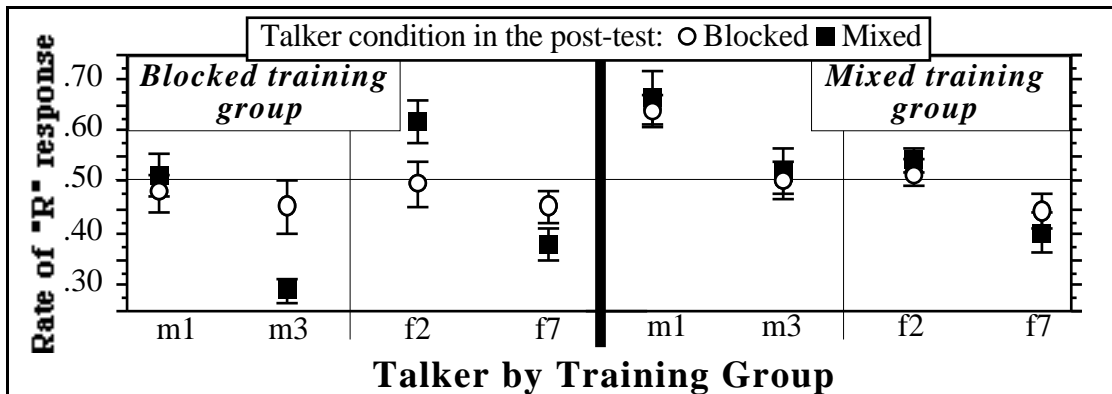 Talker condition in the post-test: Blocked Mixed
Rate of "R" response
.70
.60
.50
.40
.30
Blocked training
group
Mixed training
group
m1 m3 f2 f7 m1 m3 f2 f7
Talker by Training Group